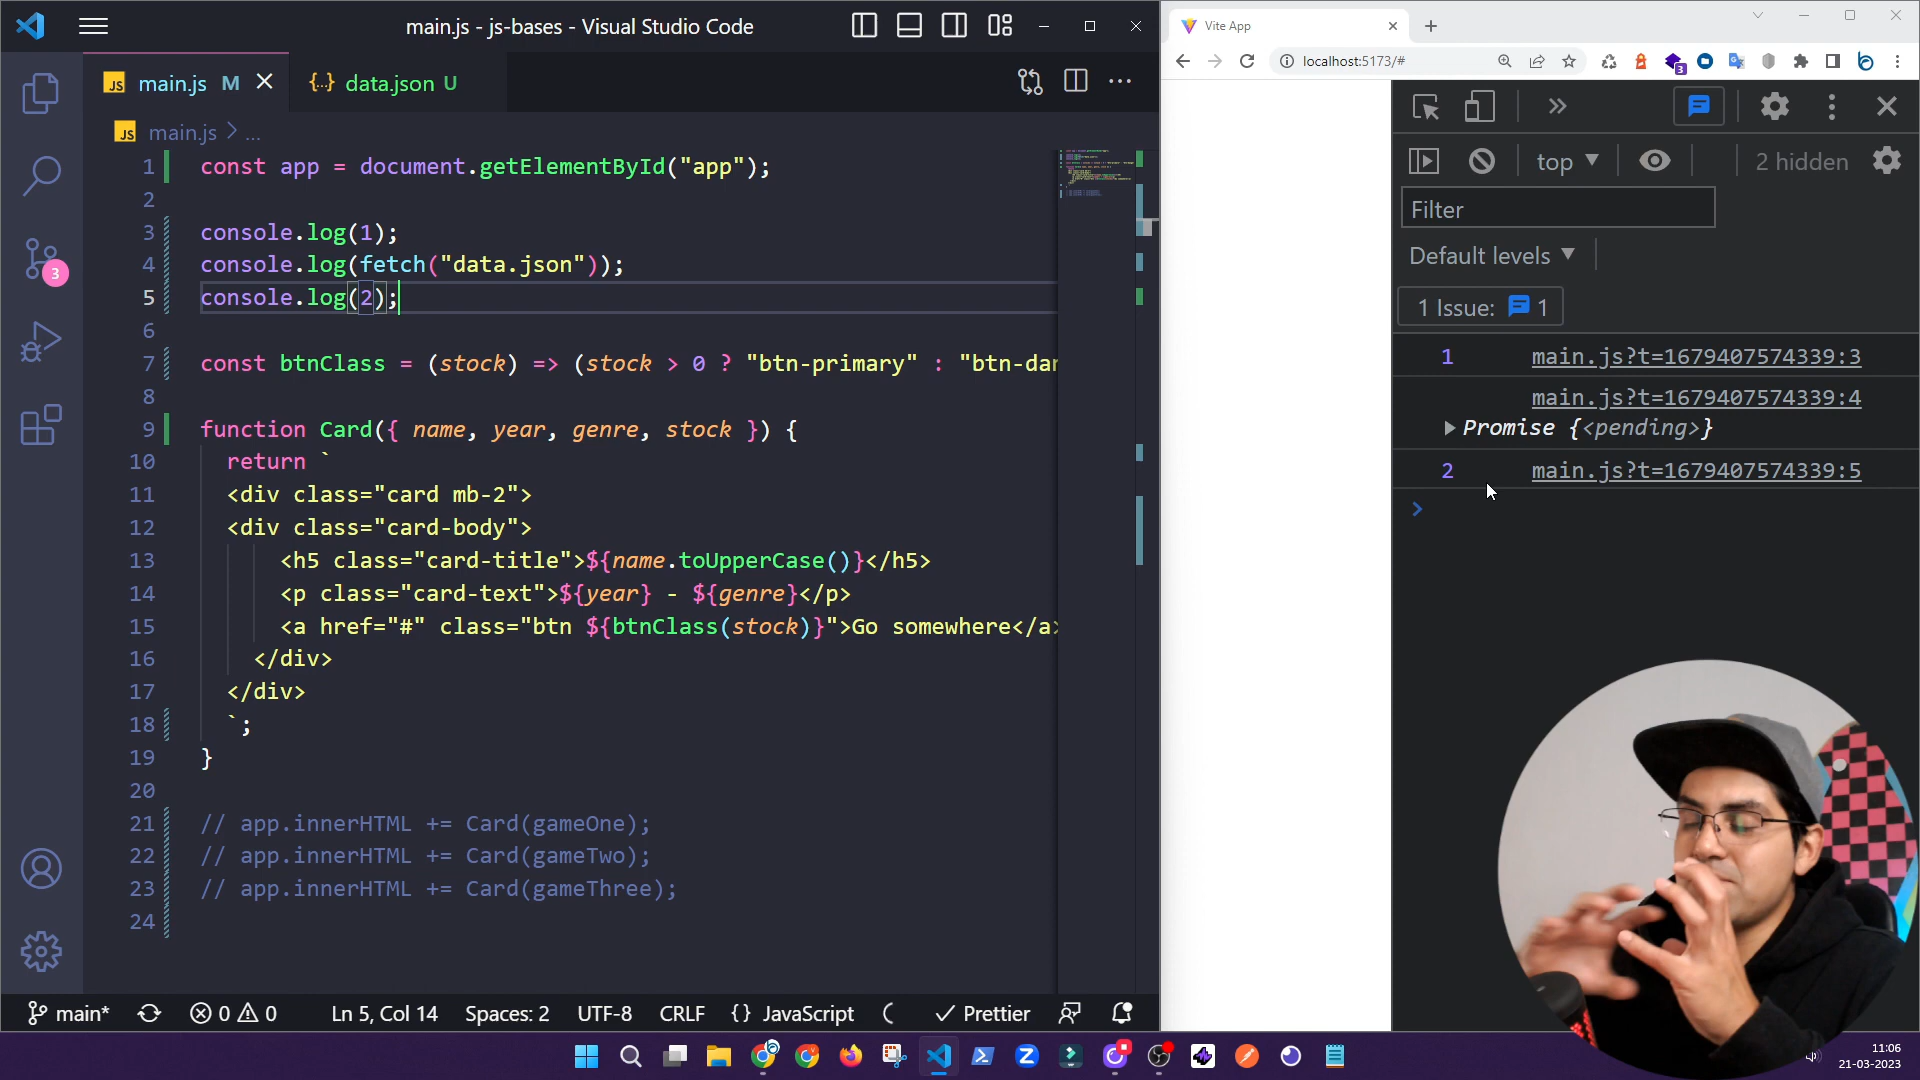 main.js - js-bases - Visual Studio Code
JS main.js M
{..} data.json U
JS main.js > ...
1 const app = document.getElementById("app");
2
3 console.log(1);
4 console.log(fetch("data.json"));
5 console.log(2);
6
7 const btnClass = (stock) => (stock > 0 ? "btn-primary" : "btn-dar
8
9 function Card({ name, year, genre, stock }) {
10 return `
11 <div class="card mb-2">
12 <div class="card-body">
13 <h5 class="card-title">${name.toUpperCase()}</h5>
14 <p class="card-text">${year} - ${genre}</p>
15 <a href="#" class="btn ${btnClass(stock)}">Go somewhere</a>
16 </div>
17 </div>
18 `;
19 }
20
21 // app.innerHTML += Card(gameOne);
22 // app.innerHTML += Card(gameTwo);
23 // app.innerHTML += Card(gameThree);
24
3
main* 0 0 Ln 5, Col 14 Spaces: 2 UTF-8 CRLF {} JavaScript Prettier
Vite App
localhost:5173/#
3
top
2 hidden
Filter
Default levels
1 Issue: 1
1 main.js?t=1679407574339:3
main.js?t=1679407574339:4
Promise {<pending>}
2 main.js?t=1679407574339:5
11:06
21-03-2023